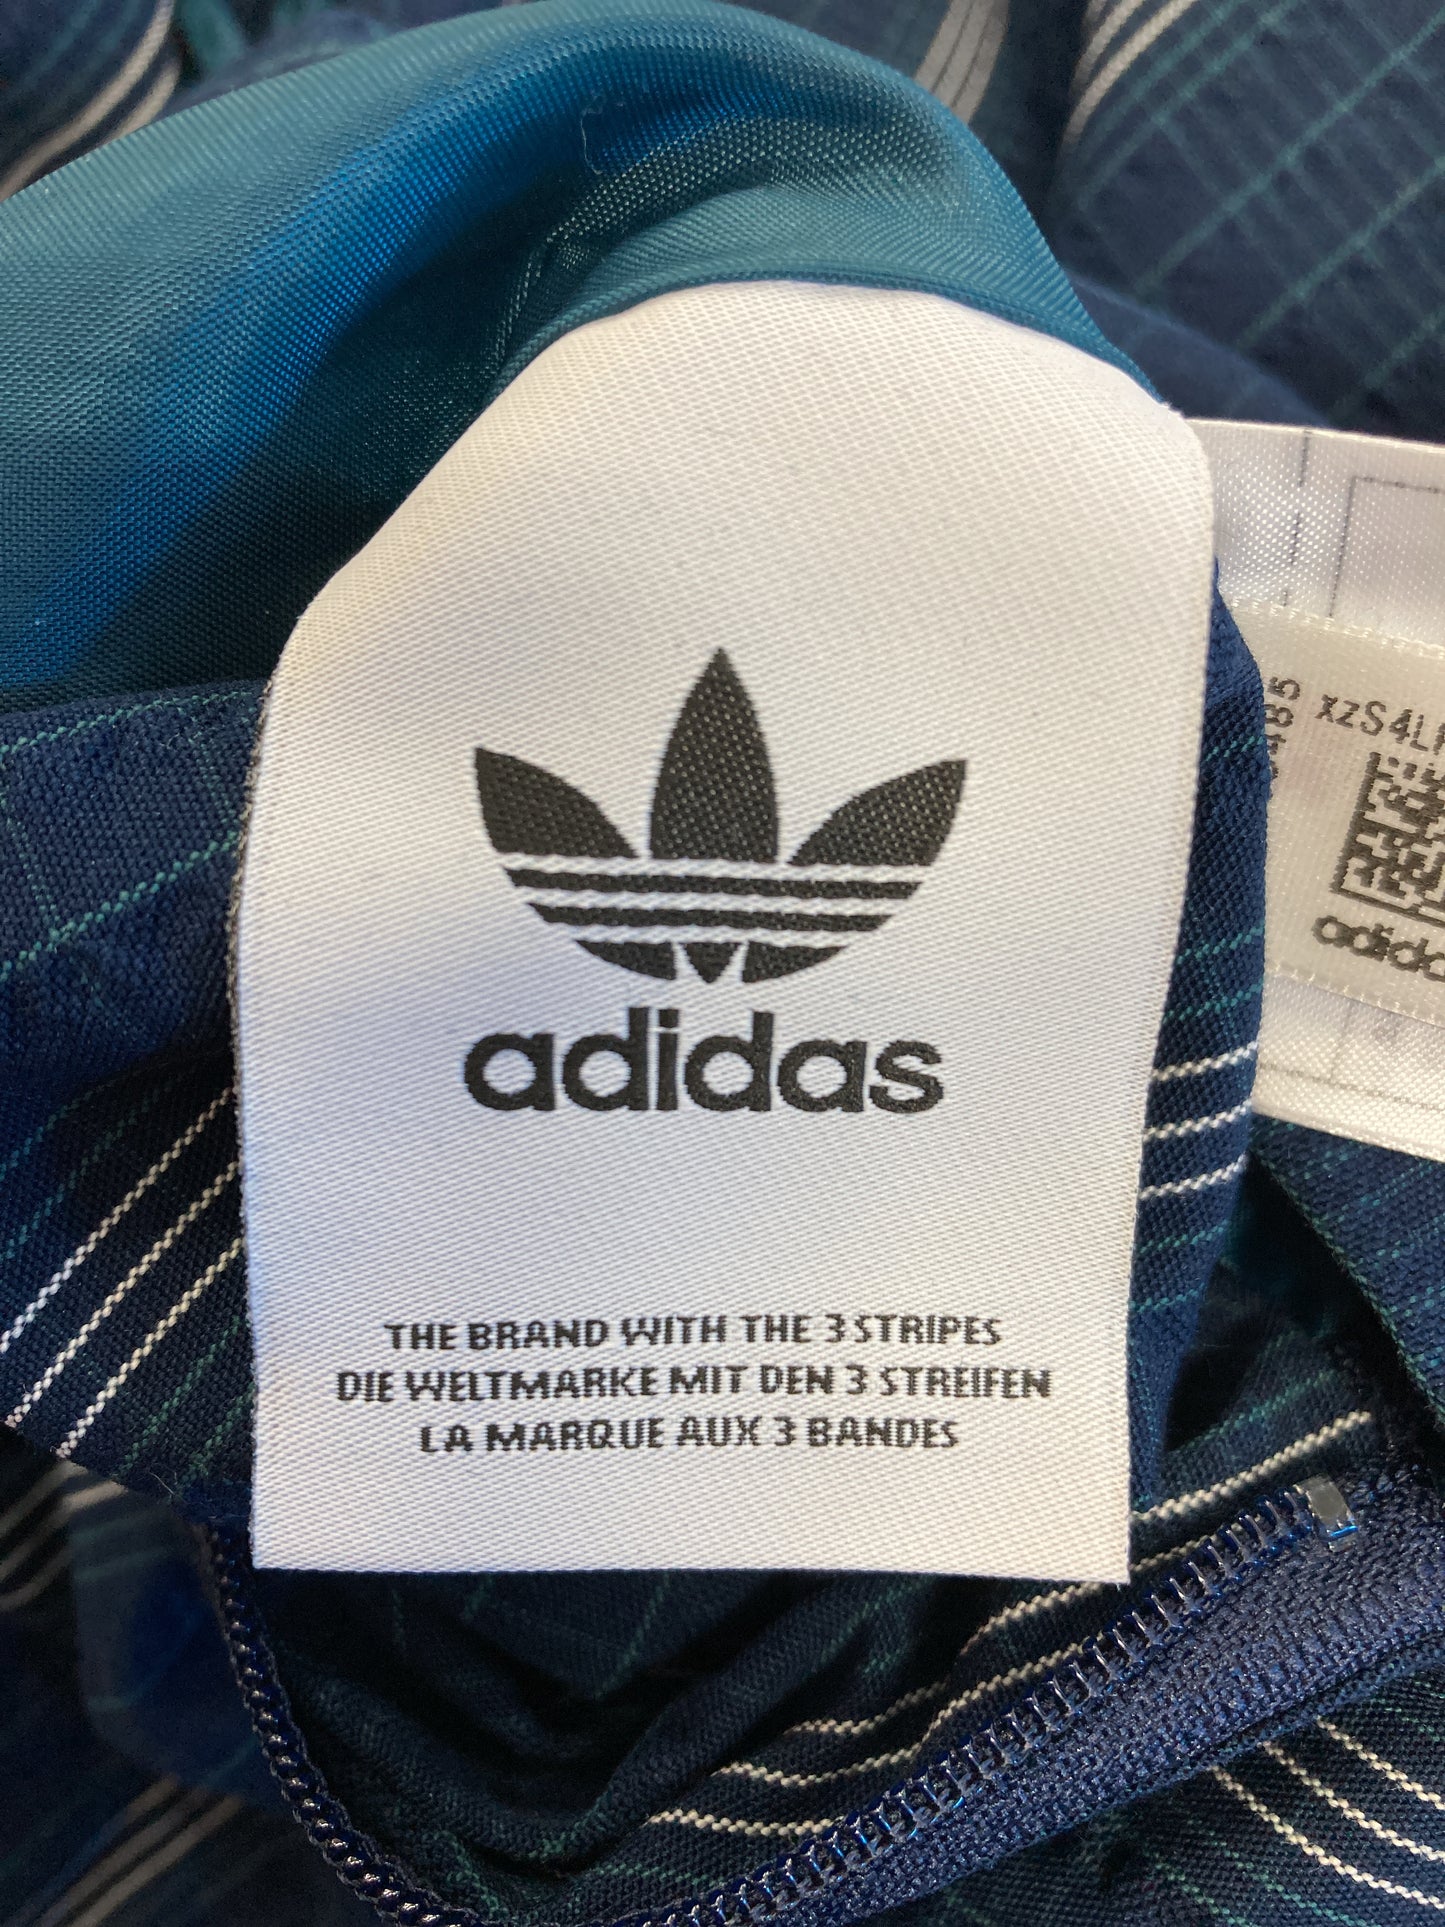 adidas
THE BRAND WITH THE 3 STRIPES
DIE WELTMARKE MIT DEN 3 STREIFEN
LA MARQUE AUX 3 BANDES